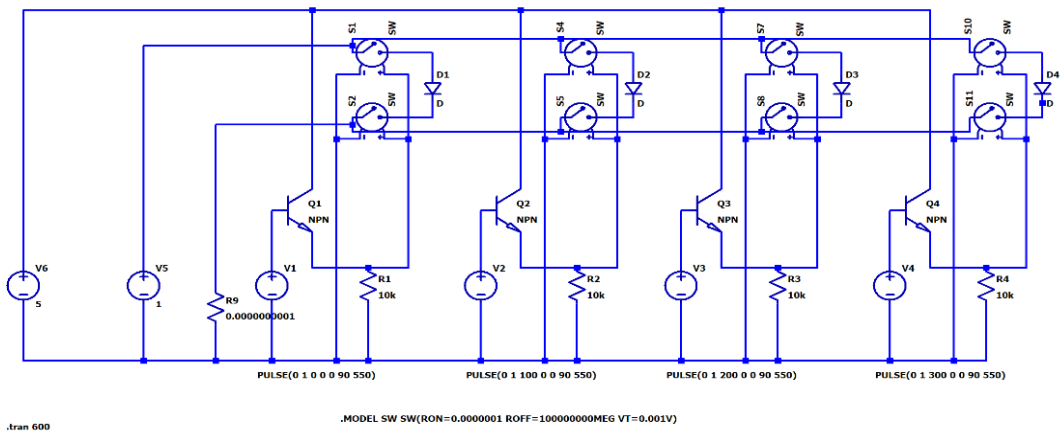 S1
SW
S4
SW
S7
SW
S10
SW
D1
D
D2
D
D3
D
D4
D
S2
SW
S5
SW
S8
SW
S11
SW
Q1
NPN
Q2
NPN
Q3
NPN
Q4
NPN
V6
5
V5
1
R9
0.0000000001
V1
R1
10k
V2
R2
10k
V3
R3
10k
V4
R4
10k
PULSE(0 1 0 0 0 90 550)
PULSE(0 1 100 0 0 90 550)
PULSE(0 1 200 0 0 90 550)
PULSE(0 1 300 0 0 90 550)
.MODEL SW SW(RON=0.0000001 ROFF=100000000MEG VT=0.001V)
.tran 600